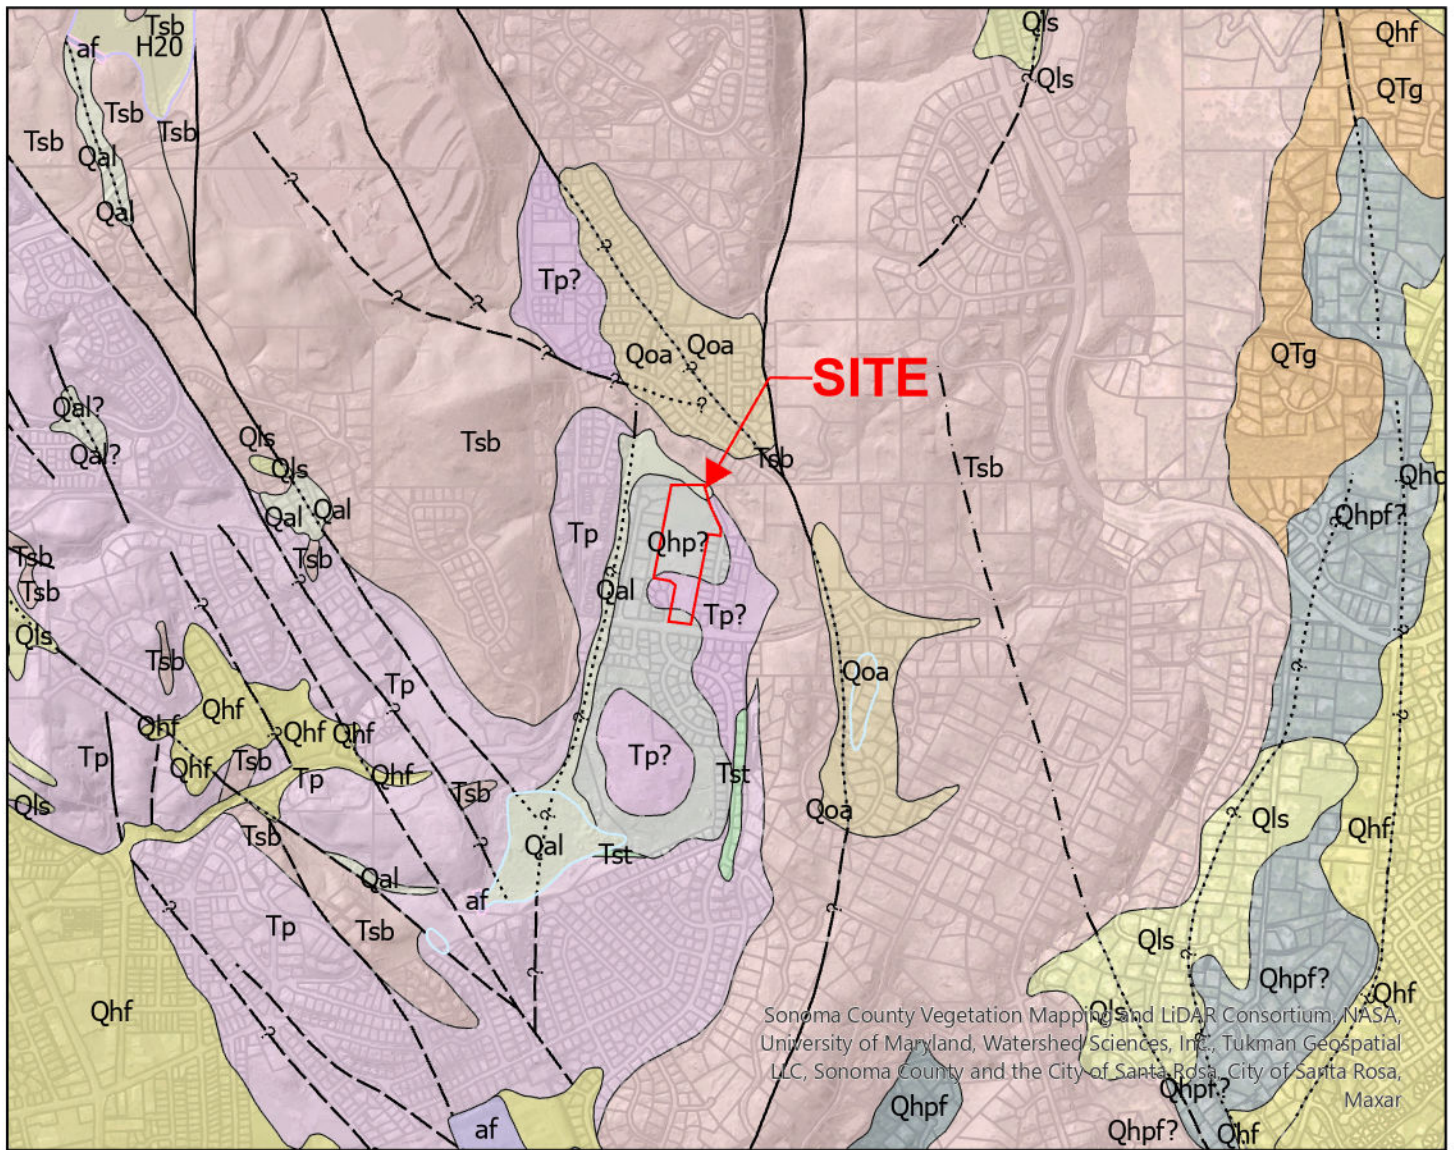 Tsb
H20
Qls
Qhf
af
Qls
QTg
Tsb
Tsb
Tsb
Qal
Qal
Tp?
Qoa
Qoa
QTg
SITE
Qal?
Qal?
Qls
Qls
Tsb
Tsb
Tsb
Qhc
Qal
Qal
Qhpf?
Tp
Qhp?
Tsb
Tsb
Tsb
Qal
Tp?
Qls
Tsb
Qoa
Tp
Qhf
Qhf
Qhf
Qhf
Tp
Tp?
Qhf
Tsb
Tp
Qhf
Tsb
Tst
Qls
Qoa
Qls
Qhf
Tsb
Qal
Tst
Qal
af
Tp
Tsb
Qls
Qhpf?
Qhf
Qhf
Qls
Sonoma County Vegetation Mapping and LiDAR Consortium, NASA,
University of Maryland, Watershed Sciences, Inc., Tukman Geospatial
LLC, Sonoma County and the City of Santa Rosa, City of Santa Rosa,
Maxar
Qhpf?
Qhpf
af
Qhpf?
Qhf